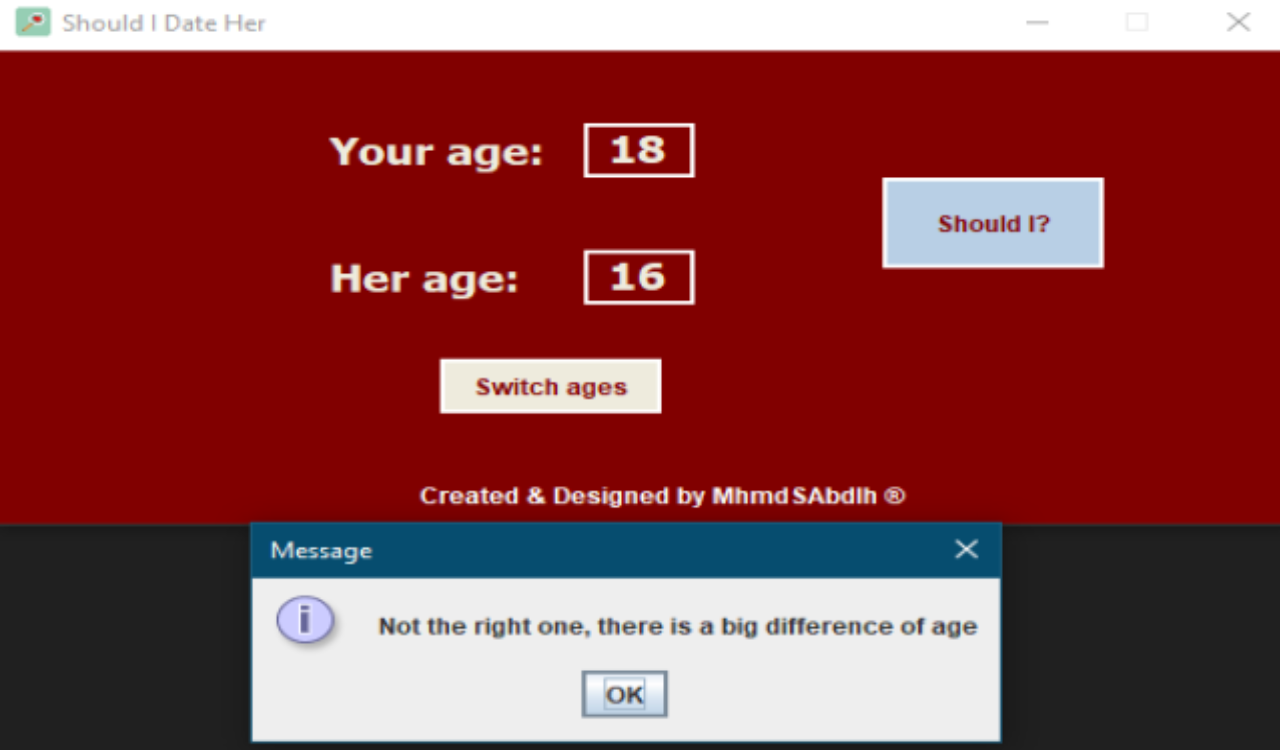 Should I Date Her
Your age: 18
Should I?
Her age: 16
Switch ages
Created & Designed by MhmdSAbdlh ®
Message
i
Not the right one, there is a big difference of age
OK